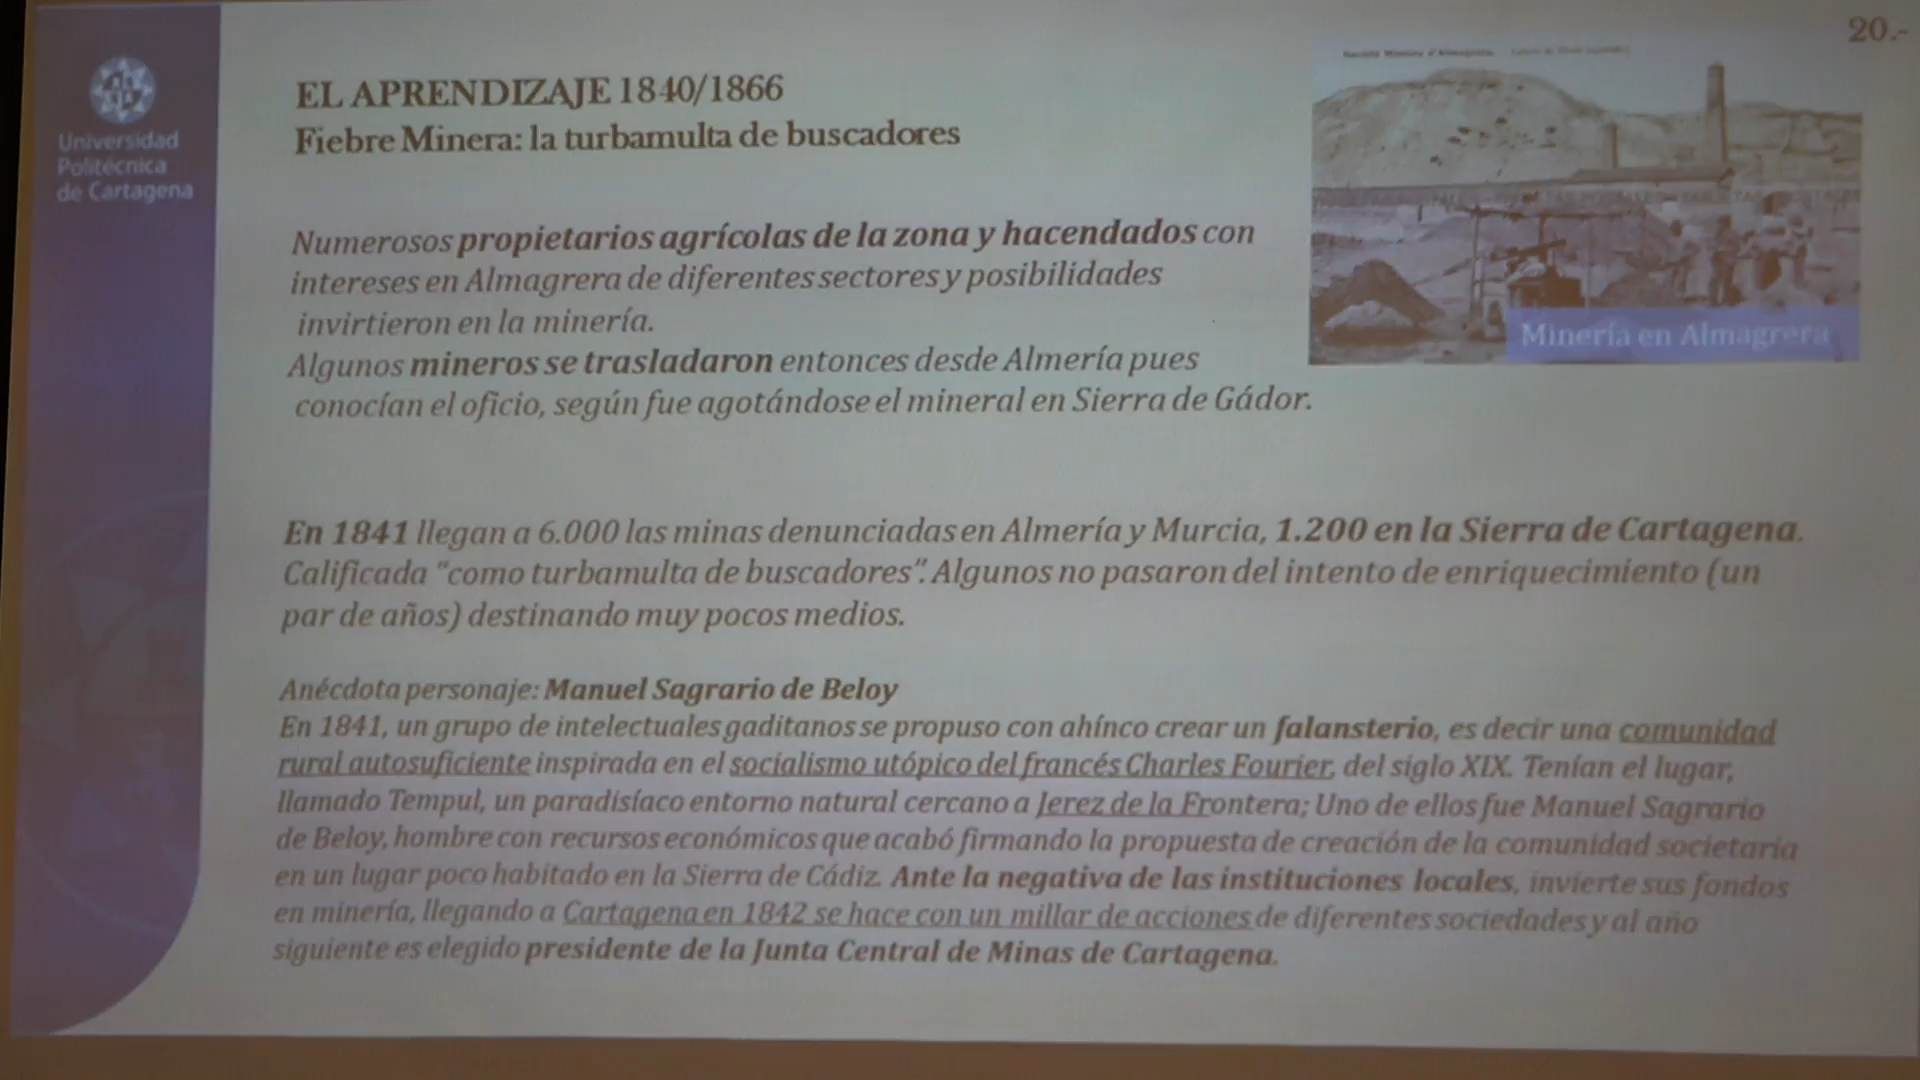 20.-
Universidad
Politécnica
de Cartagena
EL APRENDIZAJE 1840/1866
Fiebre Minera: la turbamulta de buscadores
Numerosos propietarios agrícolas de la zona y hacendados con
intereses en Almagrera de diferentes sectores y posibilidades
invirtieron en la minería.
Algunos mineros se trasladaron entonces desde Almería pues
conocían el oficio, según fue agotándose el mineral en Sierra de Gádor.
Minería en Almagrera
En 1841 llegan a 6.000 las minas denunciadas en Almería y Murcia, 1.200 en la Sierra de Cartagena.
Calificada "como turbamulta de buscadores". Algunos no pasaron del intento de enriquecimiento (un
par de años) destinando muy pocos medios.
Anécdota personaje: Manuel Sagrario de Beloy
En 1841, un grupo de intelectuales gaditanos se propuso con ahínco crear un falansterio, es decir una comunidad
rural autosuficiente inspirada en el socialismo utópico del francés Charles Fourier, del siglo XIX. Tenían el lugar,
llamado Tempul, un paradisíaco entorno natural cercano a Jerez de la Frontera; Uno de ellos fue Manuel Sagrario
de Beloy, hombre con recursos económicos que acabó firmando la propuesta de creación de la comunidad societaria
en un lugar poco habitado en la Sierra de Cádiz. Ante la negativa de las instituciones locales, invierte sus fondos
en minería, llegando a Cartagena en 1842 se hace con un millar de acciones de diferentes sociedades y al año
siguiente es elegido presidente de la Junta Central de Minas de Cartagena.